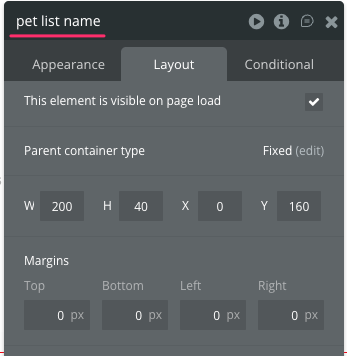 pet list name
Appearance Layout Conditional
This element is visible on page load
Parent container type Fixed (edit)
W 200 H 40 X 0 Y 160
Margins
Top Bottom Left Right
0 px 0 px 0 px 0 px